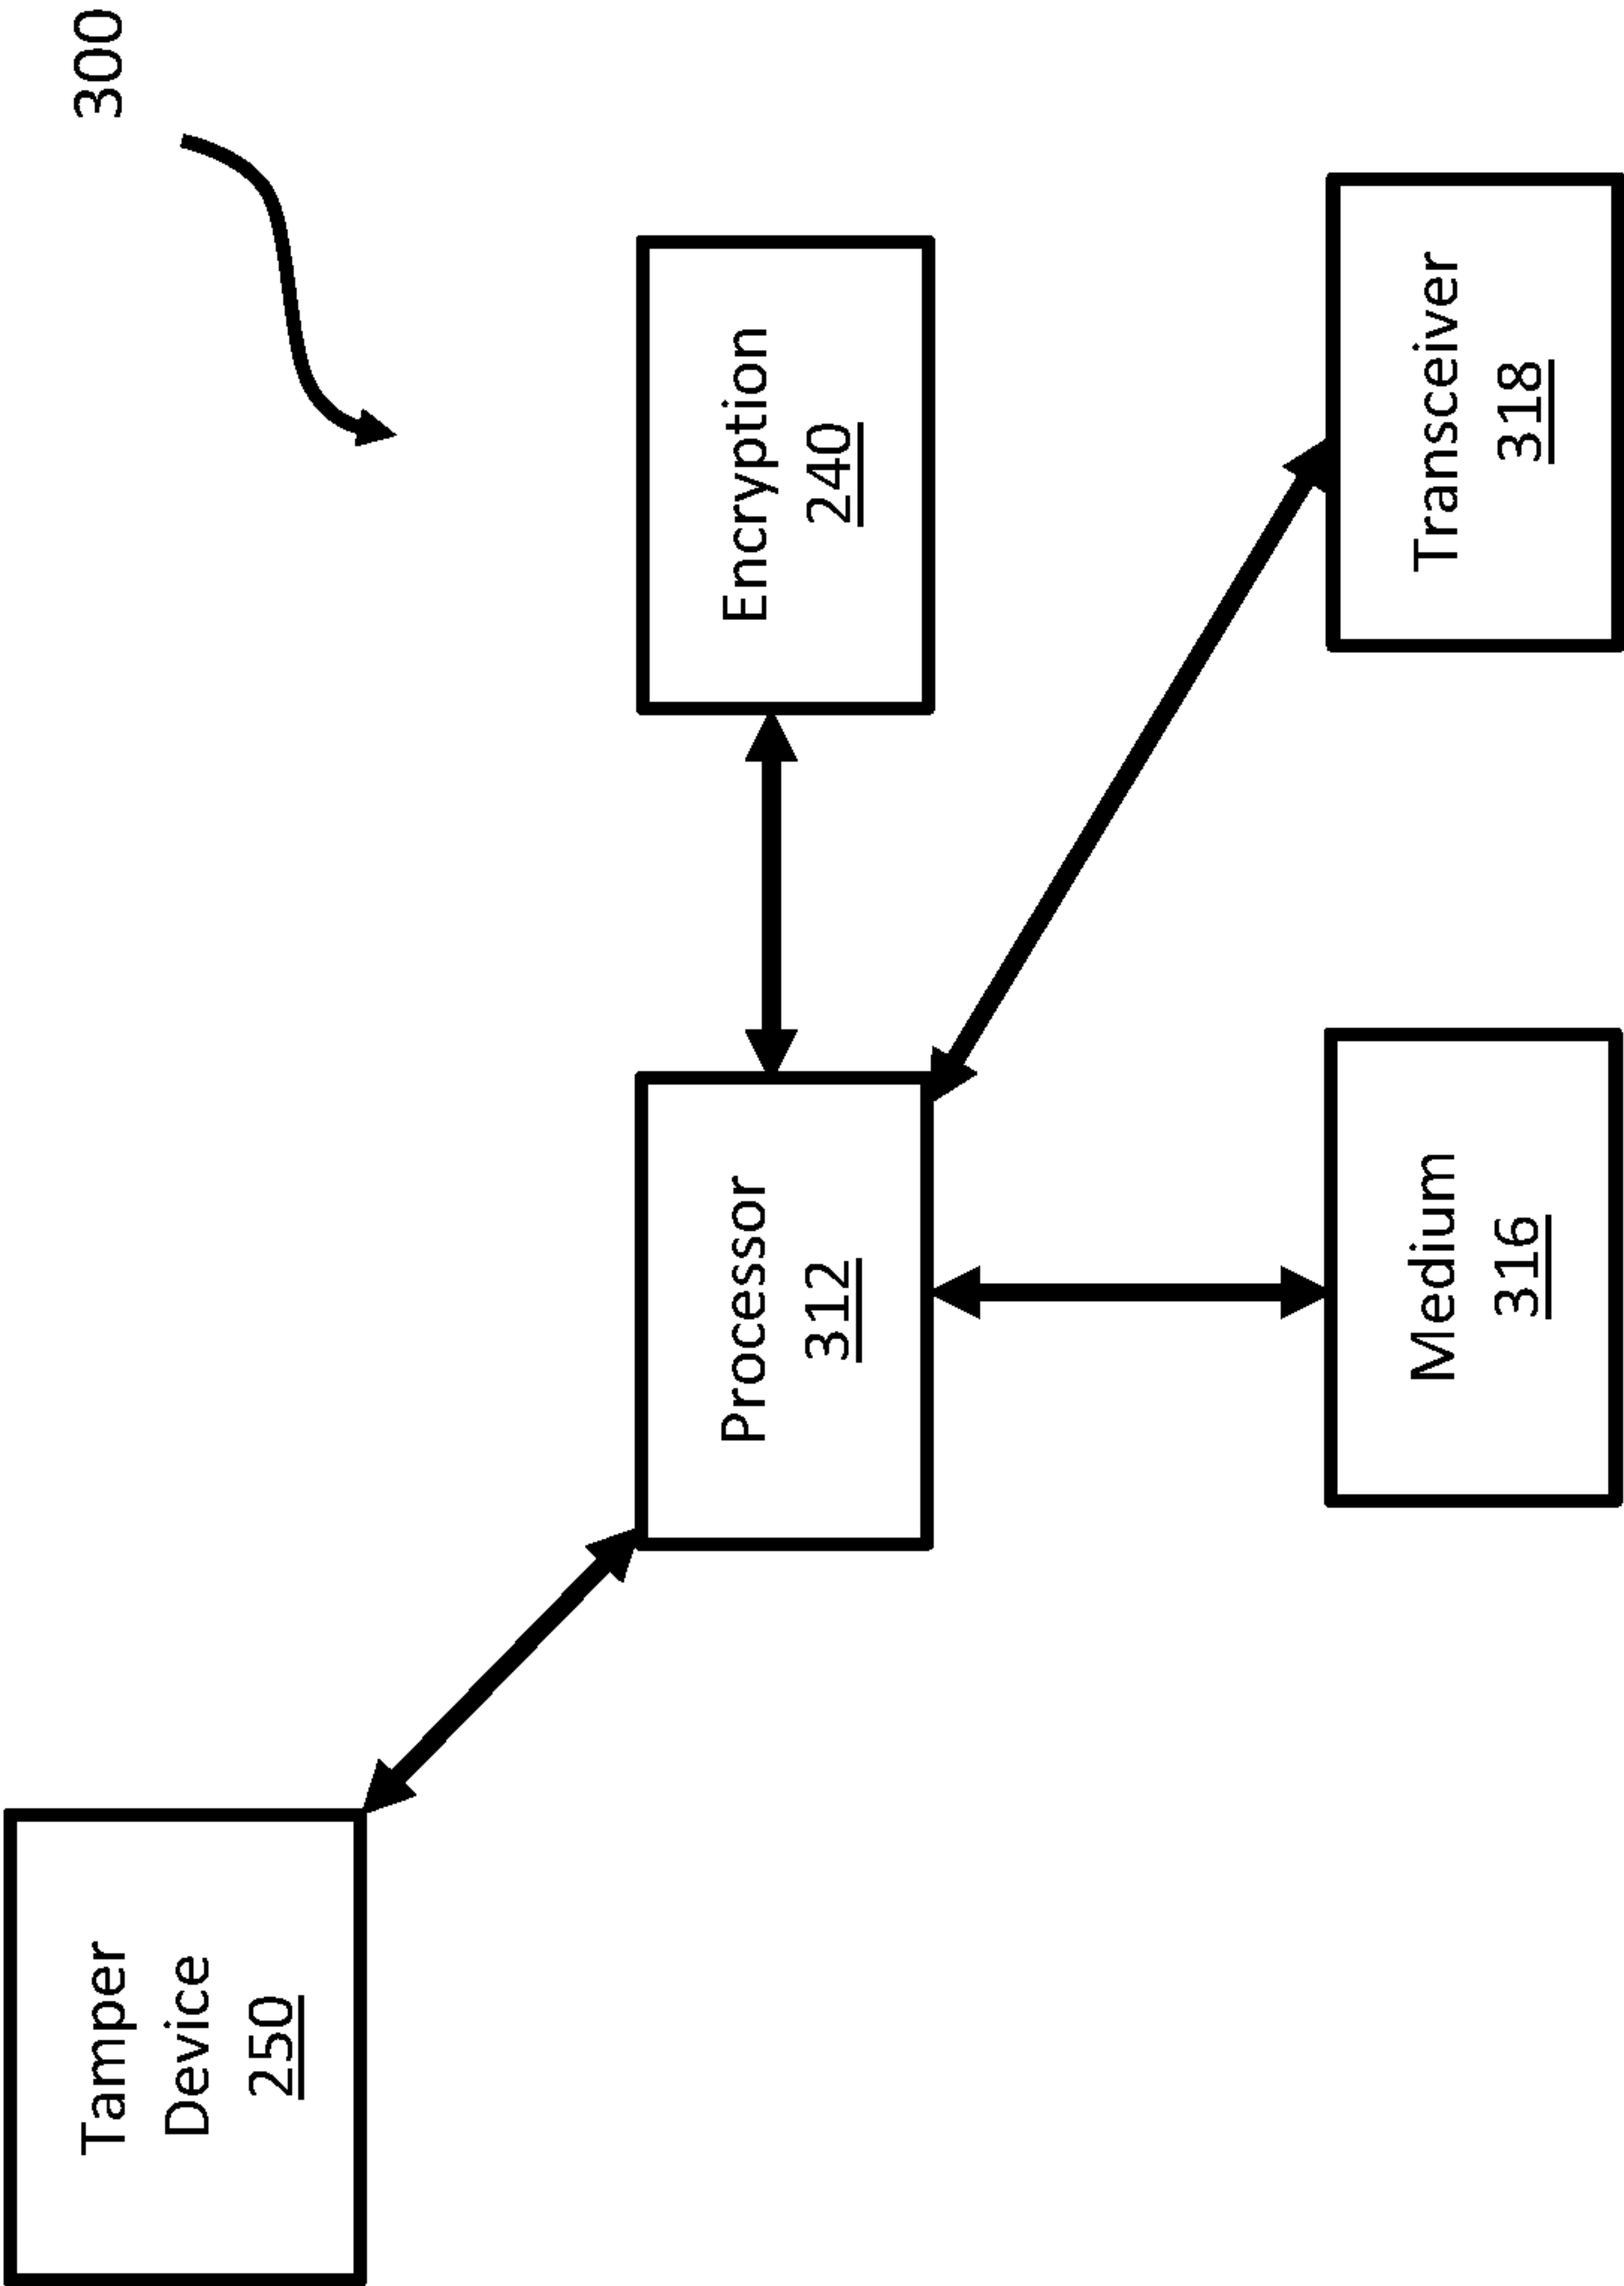 300
Tamper
Device
250
Processor
312
Encryption
240
Medium
316
Transceiver
318